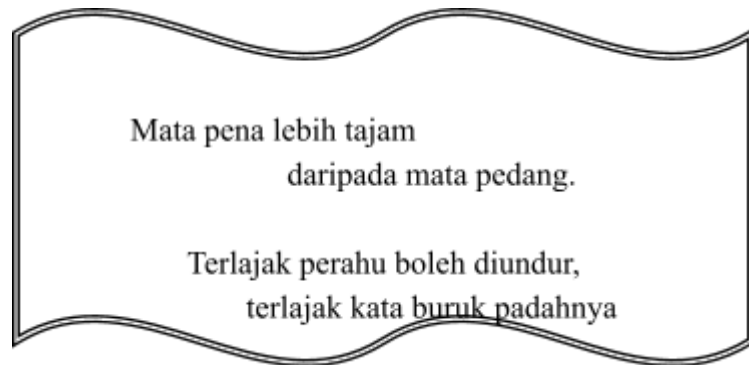 Mata pena lebih tajam
daripada mata pedang.
Terlajak perahu boleh diundur,
terlajak kata buruk padahnya